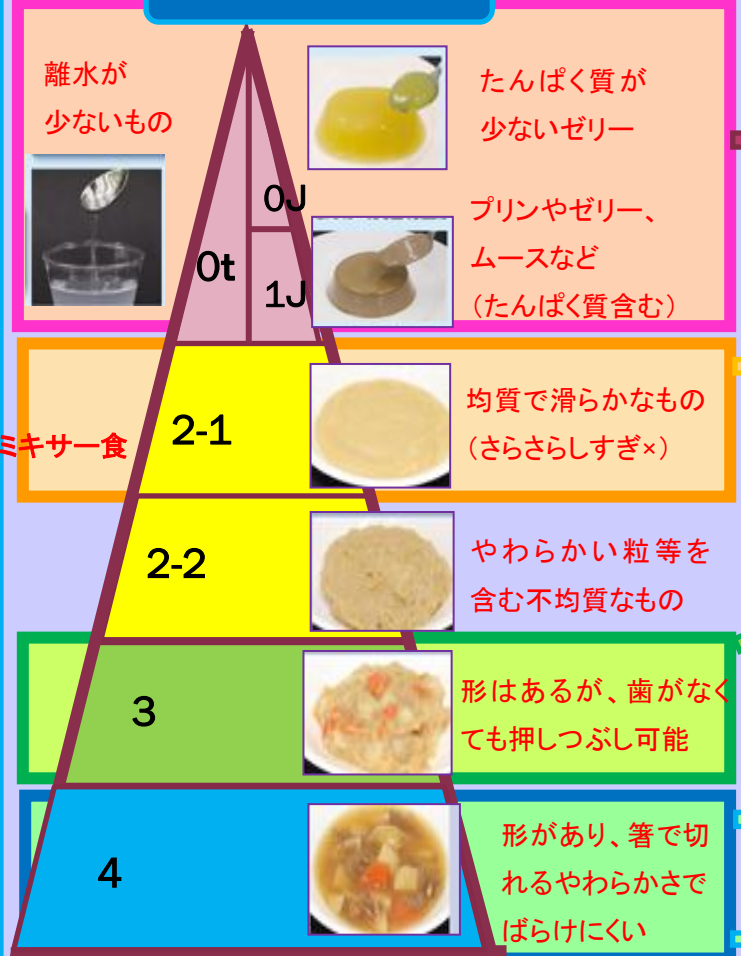 離水が
少ないもの
たんぱく質が
少ないゼリー
0J
プリンやゼリー、
ムースなど
（たんぱく質含む）
0t
1J
ミキサー食
2-1
均質で滑らかなもの
（さらさらしすぎ×）
2-2
やわらかい粒等を
含む不均質なもの
3
形はあるが、歯がなく
ても押しつぶし可能
4
形があり、箸で切
れるやわらかさで
ばらけにくい